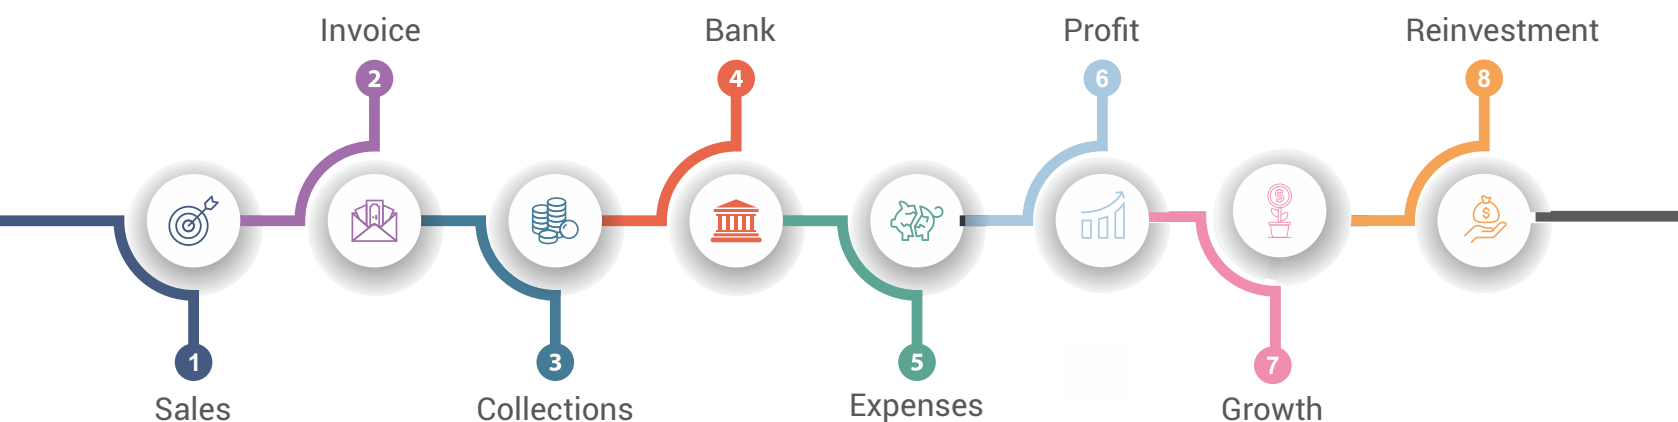 Invoice
2
Bank
4
Profit
6
Reinvestment
8
$
$
1
Sales
3
Collections
5
Expenses
7
Growth